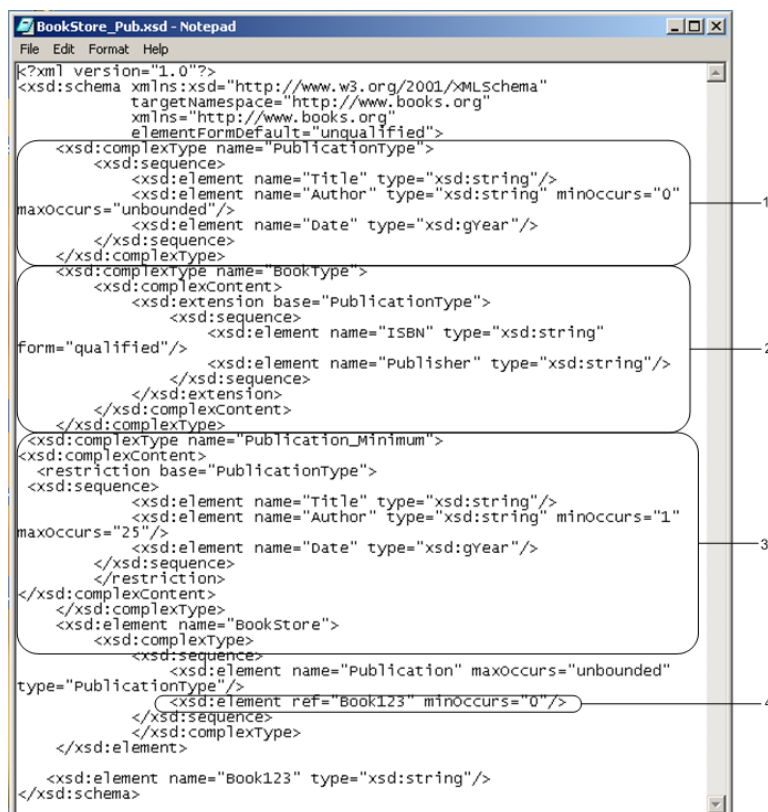 BookStore_Pub.xsd - Notepad
File Edit Format Help
<?xml version="1.0"?>
<xsd:schema xmlns:xsd="http://www.w3.org/2001/XMLSchema"
targetNamespace="http://www.books.org"
xmlns="http://www.books.org"
elementFormDefault="unqualified">
<xsd:complexType name="PublicationType">
<xsd:sequence>
<xsd:element name="Title" type="xsd:string"/>
<xsd:element name="Author" type="xsd:string" minOccurs="0"
maxOccurs="unbounded"/>
1
<xsd:element name="Date" type="xsd:gYear"/>
</xsd:sequence>
</xsd:complexType>
<xsd:complexType name="BookType">
<xsd:complexContent>
<xsd:extension base="PublicationType">
<xsd:sequence>
<xsd:element name="ISBN" type="xsd:string"
form="qualified"/>
2
<xsd:element name="Publisher" type="xsd:string"/>
</xsd:sequence>
</xsd:extension>
</xsd:complexContent>
</xsd:complexType>
<xsd:complexType name="Publication_Minimum">
<xsd:complexContent>
<restriction base="PublicationType">
<xsd:sequence>
<xsd:element name="Title" type="xsd:string"/>
<xsd:element name="Author" type="xsd:string" minOccurs="1"
maxOccurs="25"/>
<xsd:element name="Date" type="xsd:gYear"/>
3
</xsd:sequence>
</restriction>
</xsd:complexContent>
</xsd:complexType>
<xsd:element name="BookStore">
<xsd:complexType>
<xsd:sequence>
<xsd:element name="Publication" maxOccurs="unbounded"
type="PublicationType"/>
<xsd:element ref="Book123" minOccurs="0"/>
4
</xsd:sequence>
</xsd:complexType>
</xsd:element>
<xsd:element name="Book123" type="xsd:string"/>
</xsd:schema>